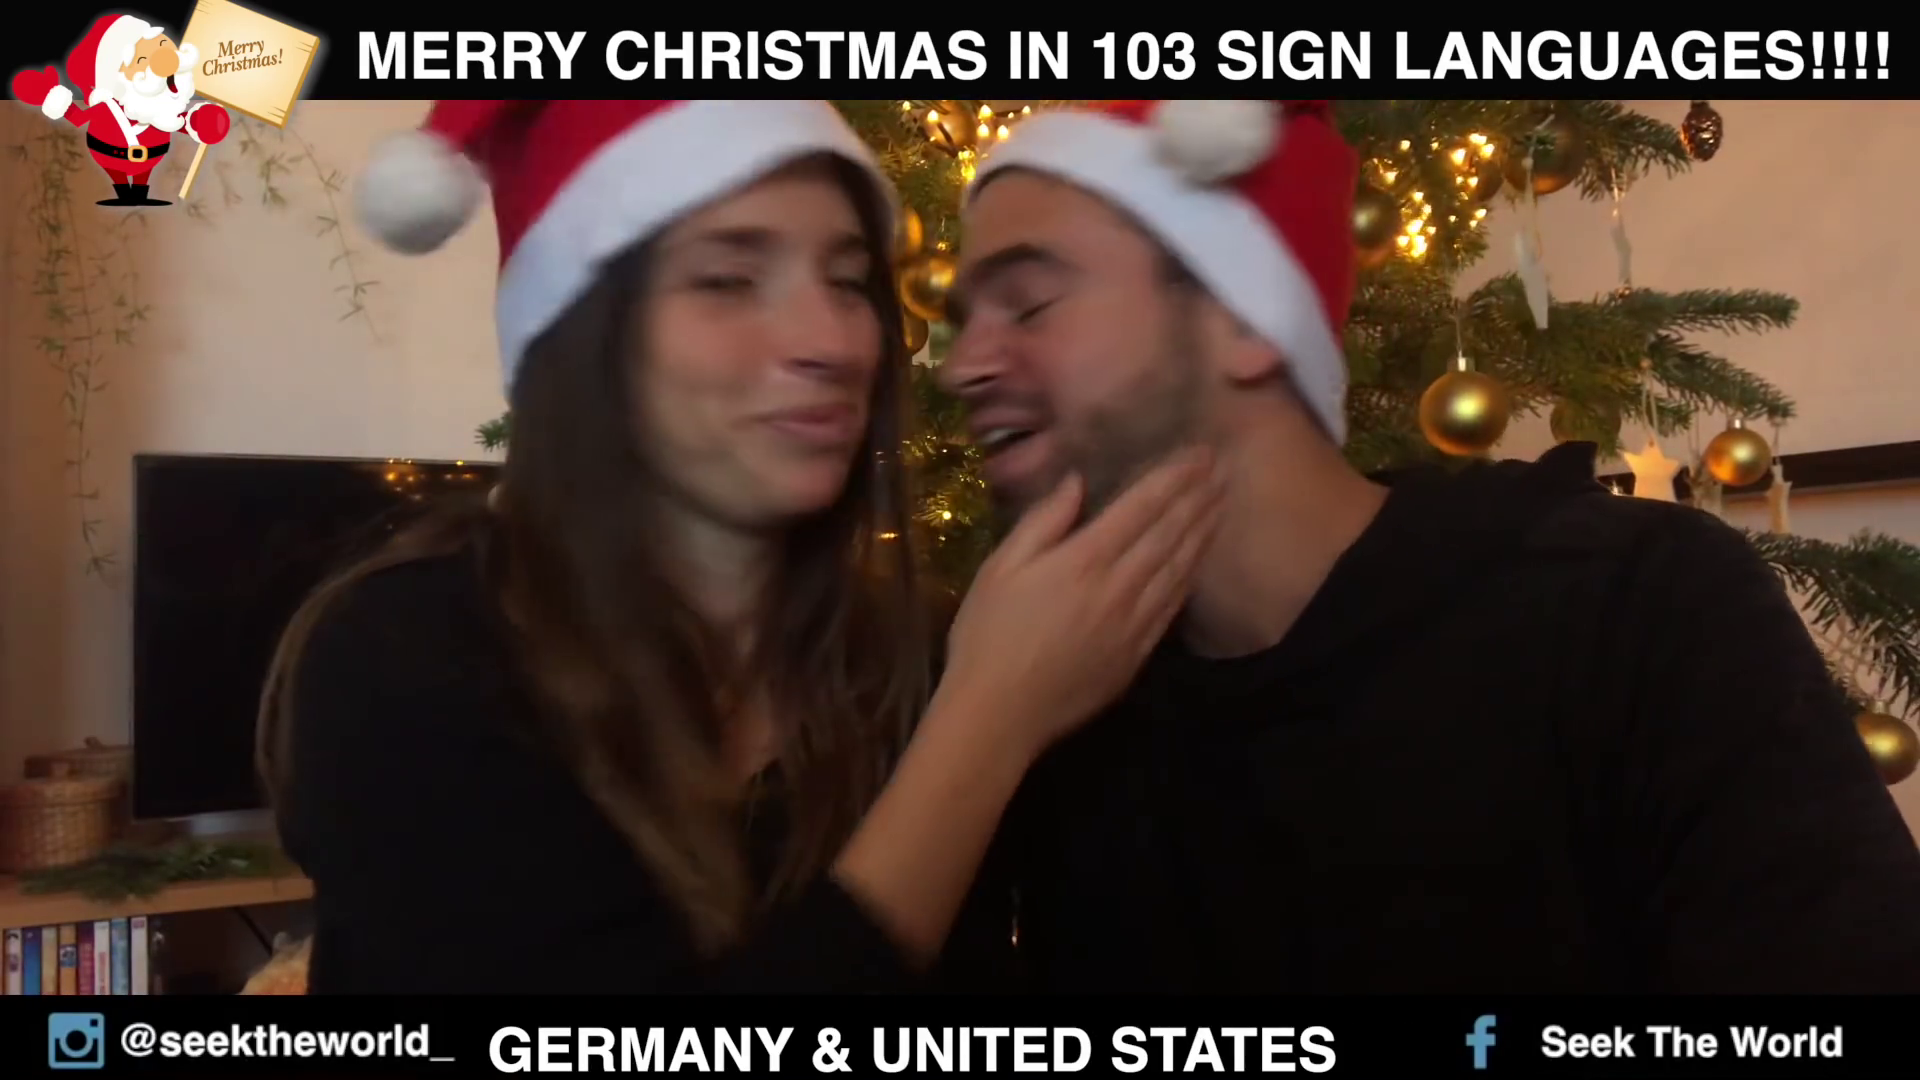 Merry
Christmas!
MERRY CHRISTMAS IN 103 SIGN LANGUAGES!!!!
@seektheworld_
GERMANY & UNITED STATES
Seek The World